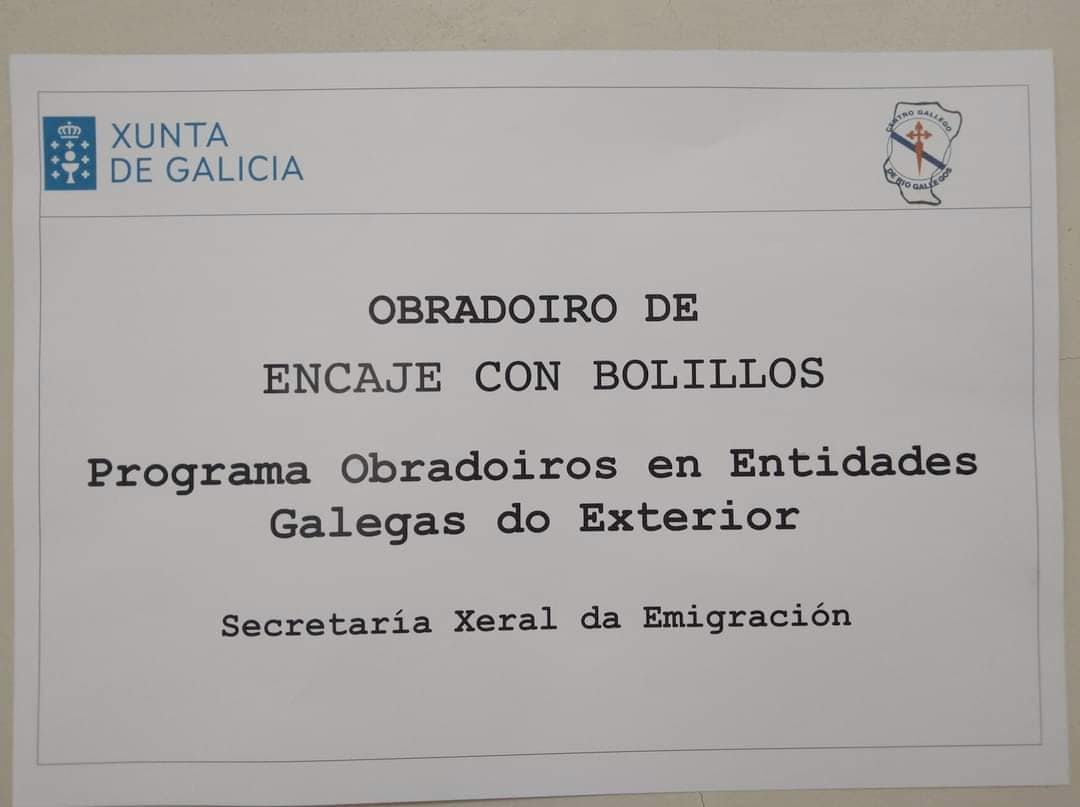 XUNTA
DE GALICIA
CENTRO GALLEGO
DE RIO GALLEGOS
OBRADOIRO DE
ENCAJE CON BOLILLOS
Programa Obradoiros en Entidades
Galegas do Exterior
Secretaría Xeral da Emigración